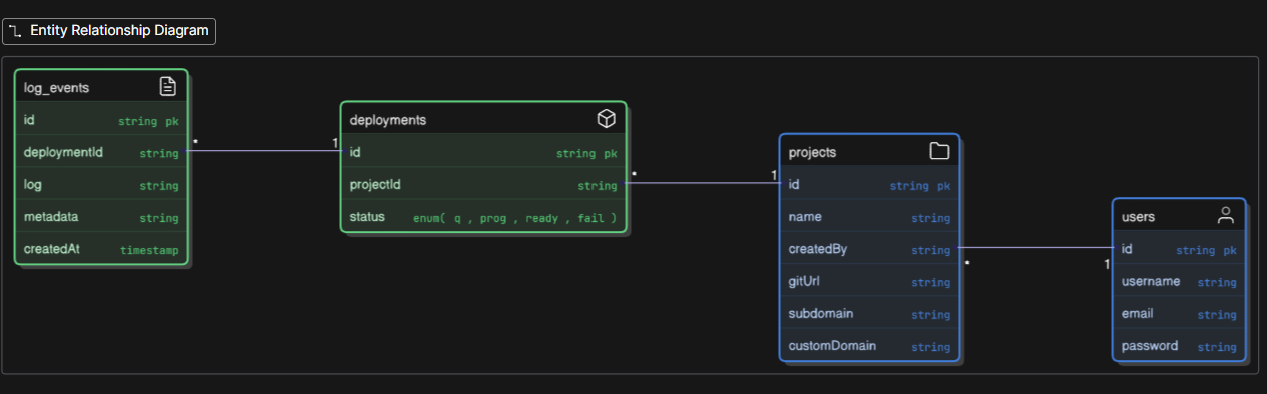 Entity Relationship Diagram
log_events
id string pk
deploymentId string
log string
metadata string
createdAt timestamp
*
1
deployments
id string pk
projectId string
status enum( q , prog , ready , fail )
*
1
projects
id string pk
name string
createdBy string
gitUrl string
subdomain string
customDomain string
*
1
users
id string pk
username string
email string
password string